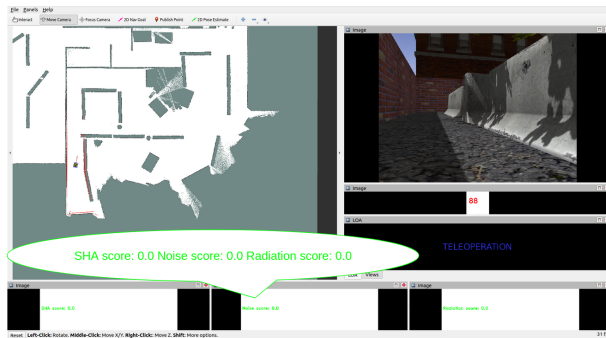 File Panels Help
Interact Move Camera Focus Camera 2D Nav Goal Publish Point 2D Pose Estimate
Image
Image
88
LOA
TELEOPERATION
SHA score: 0.0 Noise score: 0.0 Radiation score: 0.0
LOA Views
Image Image
SHA score: 0.0 Noise score: 0.0 Radiation score: 0.0
Reset Left-Click: Rotate. Middle-Click: Move X/Y. Right-Click: Move Z. Shift: More options. 31 F